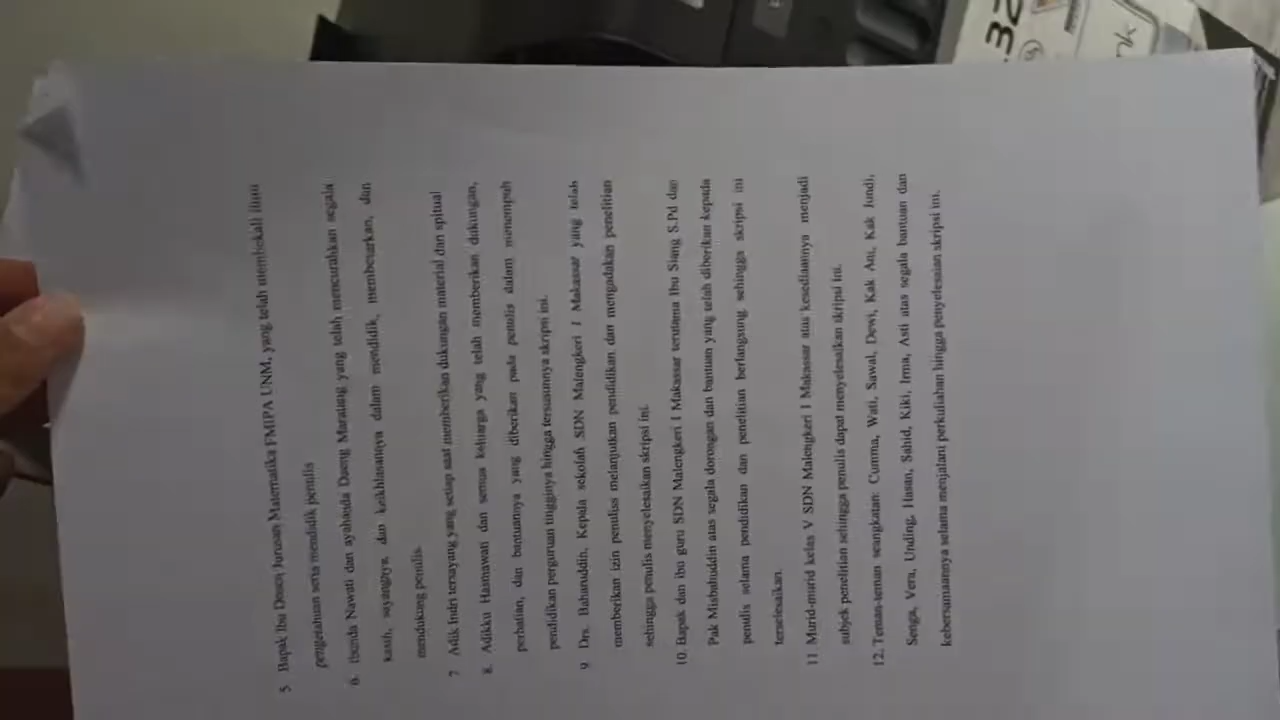 5. Bapak Ibu Dosen Jurusan Matematika FMIPA UNM, yang telah membekali ilmu
pengetahuan serta mendidik penulis
6. Ibunda Nawati dan ayahanda Daeng Maratang yang telah mencurahkan segala
kasih, sayangnya, dan keikhlasannya dalam mendidik, membesarkan, dan
mendukung penulis.
7 Adik Indri tersayang yang setiap saat memberikan dukungan material dan spitual
8. Adikku Hamawati dan semua keluarga yang telah memberikan dukungan,
perhatian, dan bantuannya yang diberikan pada penulis dalam menempuh
pendidikan perguruan tingginya hingga tersusunnya skripsi ini.
9 Drs. Baharuddin, Kepala sekolah SDN Malengkeri I Makassar yang telah
memberikan izin penuliss melanjutkan pendidikan dan mengadakan penelitian
sehingga penulis menyelesaikan skripsi ini.
10. Bapak dan ibu guru SDN Malengkeri I Makassar terutama Ibu Siang S.Pd dan
Pak Misbahuddin atas segala dorongan dan bantuan yang telah diberikan kepada
penulis selama pendidikan dan penelitian berlangsung sehingga skripsi ini
terselesaikan.
11 Murid-murid kelas V SDN Malengkeri I Makassar atas kesediaannya menjadi
subjek penelitian sehingga penulis dapat menyelesaikan skripsi ini.
12. Teman-teman seangkatan: Cumma, Wati, Sawal, Dewi, Kak Ani, Kak Jundi,
Senga, Vera, Unding, Hasan, Sahid, Kiki, Irma, Asti atas segala bantuan dan
kebersamaannya selama menjalani perkuliahan hingga penyelesaian skripsi ini.